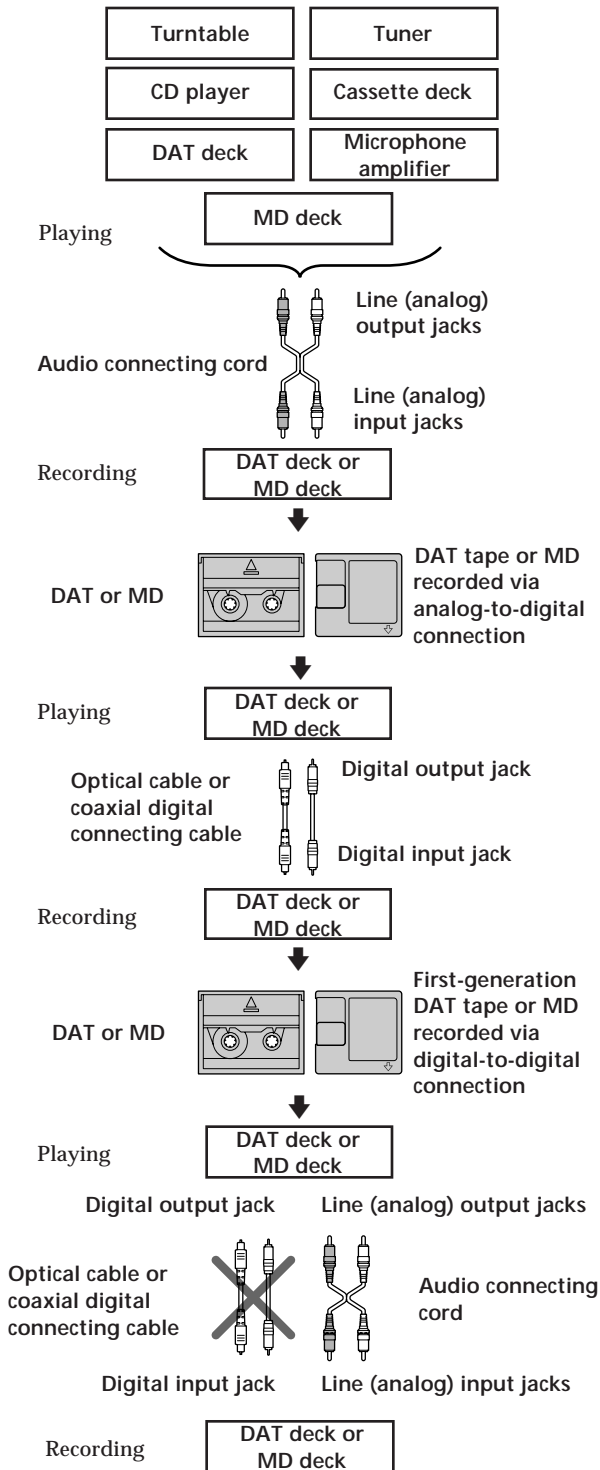 Turntable
Tuner
CD player
Cassette deck
DAT deck
Microphone
amplifier
MD deck
Playing
Line (analog)
output jacks
Audio connecting cord
Line (analog)
input jacks
Recording
DAT deck or
MD deck
DAT or MD
DAT tape or MD
recorded via
analog-to-digital
connection
Playing
DAT deck or
MD deck
Optical cable or
coaxial digital
connecting cable
Digital output jack
Digital input jack
Recording
DAT deck or
MD deck
DAT or MD
First-generation
DAT tape or MD
recorded via
digital-to-digital
connection
Playing
DAT deck or
MD deck
Digital output jack
Line (analog) output jacks
Optical cable or
coaxial digital
connecting cable
Audio connecting
cord
Digital input jack
Line (analog) input jacks
Recording
DAT deck or
MD deck